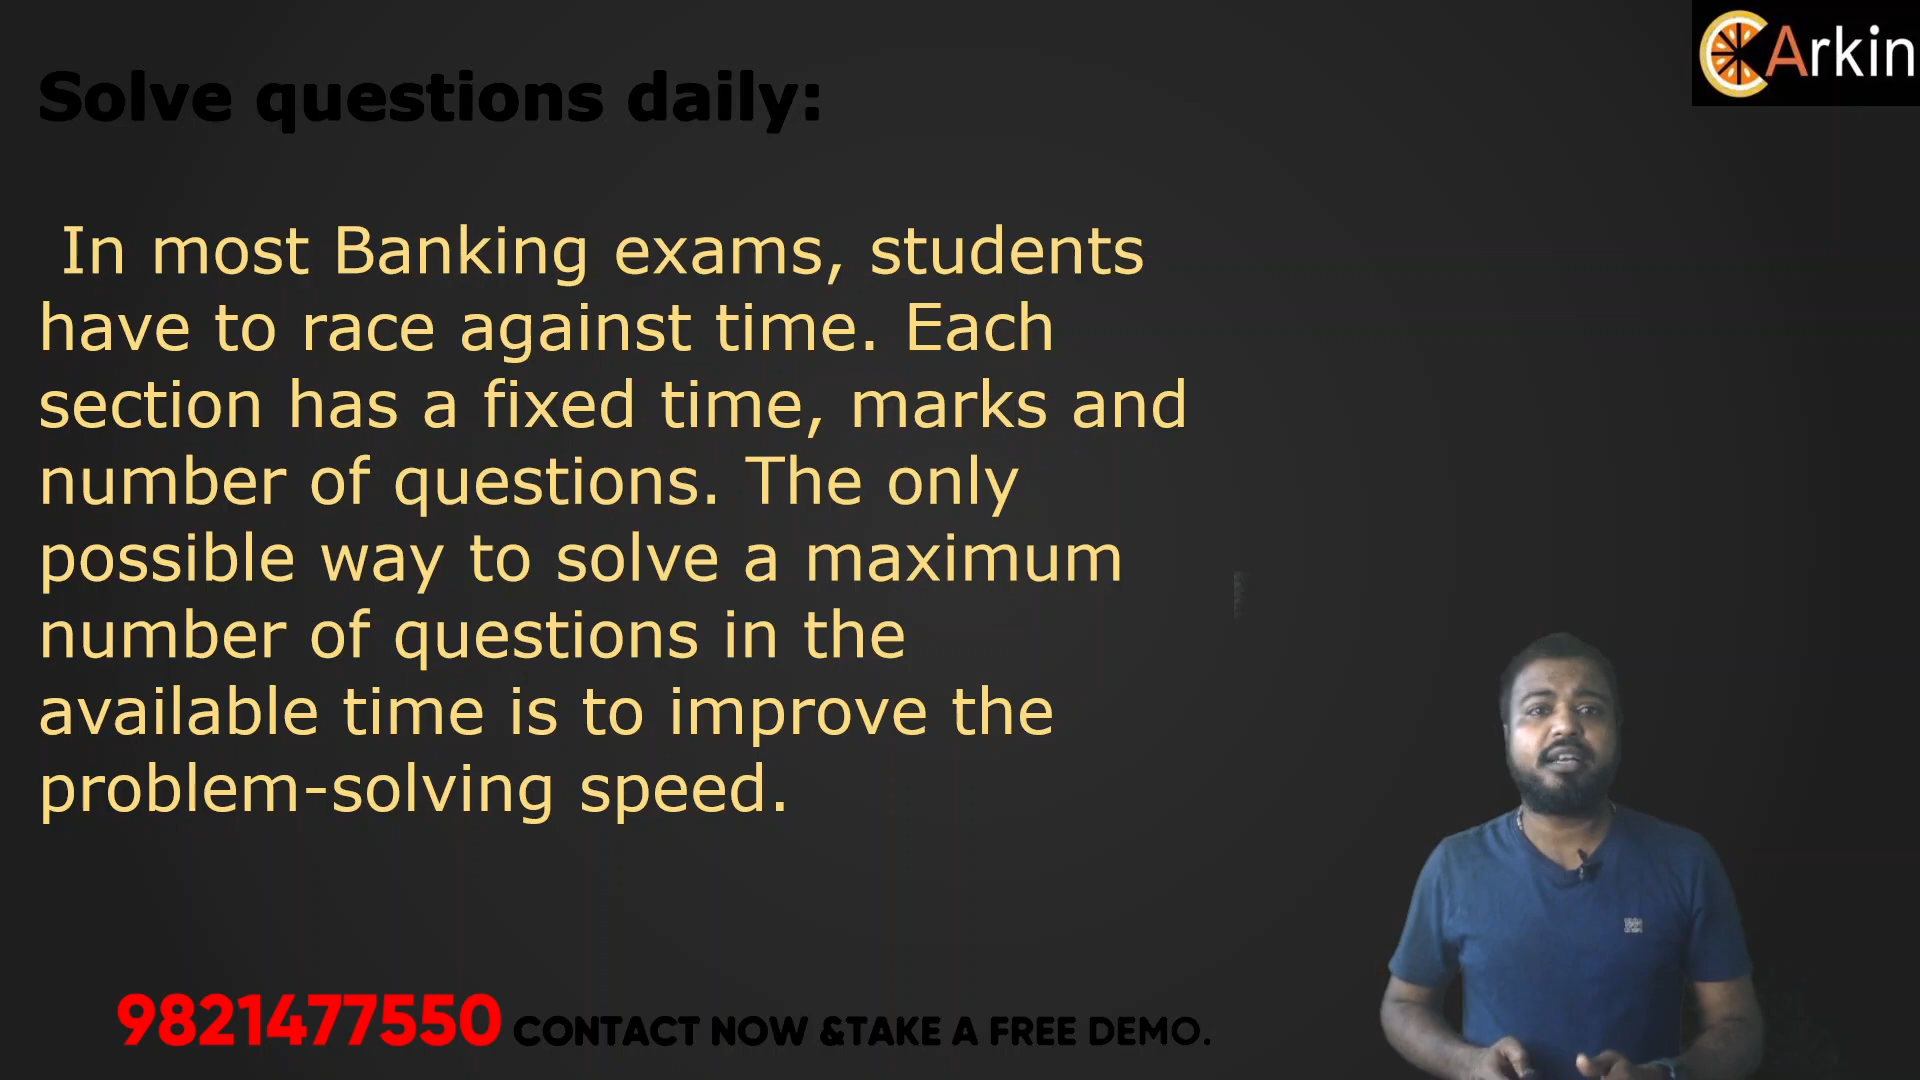 Arkin
Solve questions daily:
In most Banking exams, students
have to race against time. Each
section has a fixed time, marks and
number of questions. The only
possible way to solve a maximum
number of questions in the
available time is to improve the
problem-solving speed.
9821477550 CONTACT NOW &TAKE A FREE DEMO.